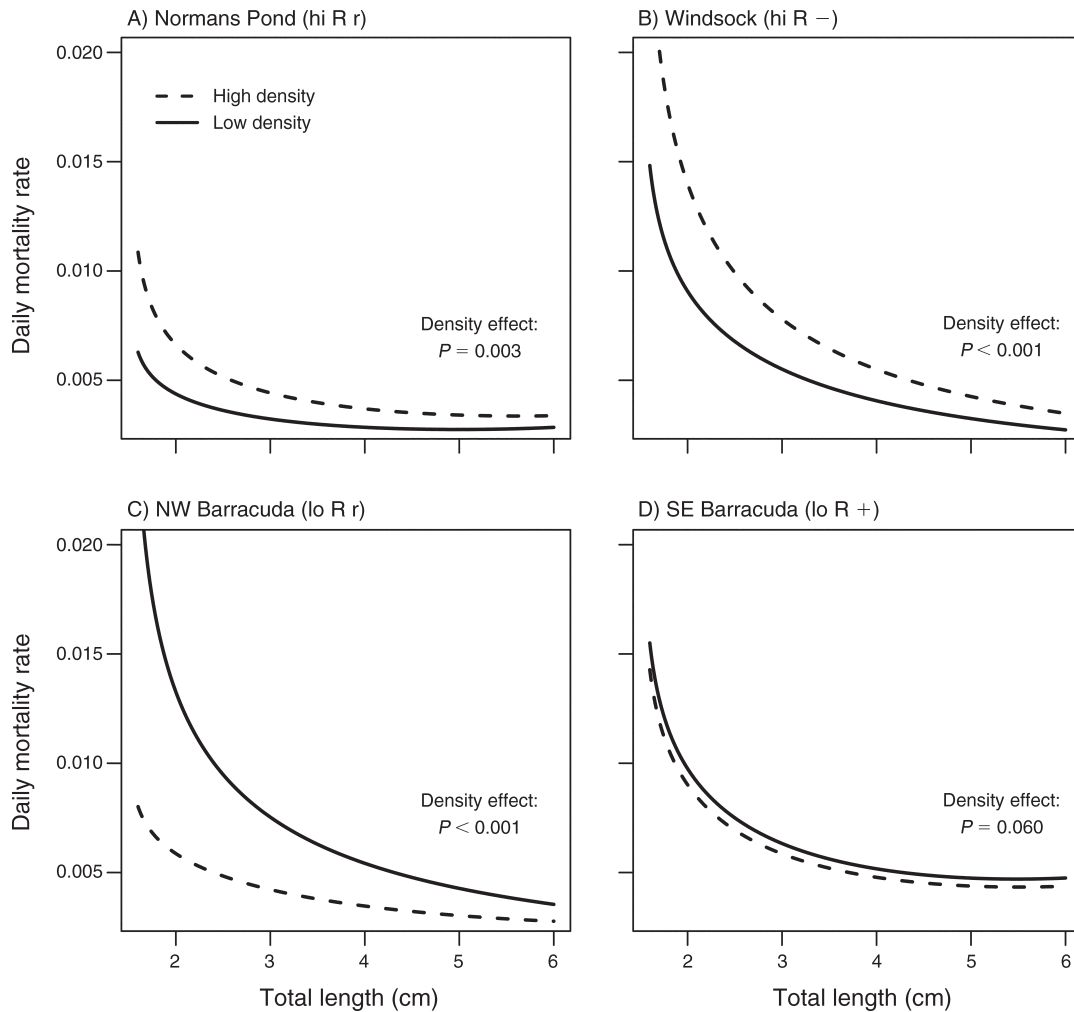 A) Normans Pond (hi R r)
B) Windsock (hi R −)
0.020
0.015
0.010
0.005
Daily mortality rate
High density
Low density
Density effect:
P = 0.003
Density effect:
P < 0.001
C) NW Barracuda (lo R r)
D) SE Barracuda (lo R +)
0.020
0.015
0.010
0.005
Daily mortality rate
Density effect:
P < 0.001
Density effect:
P = 0.060
2 3 4 5 6
2 3 4 5 6
Total length (cm)
Total length (cm)